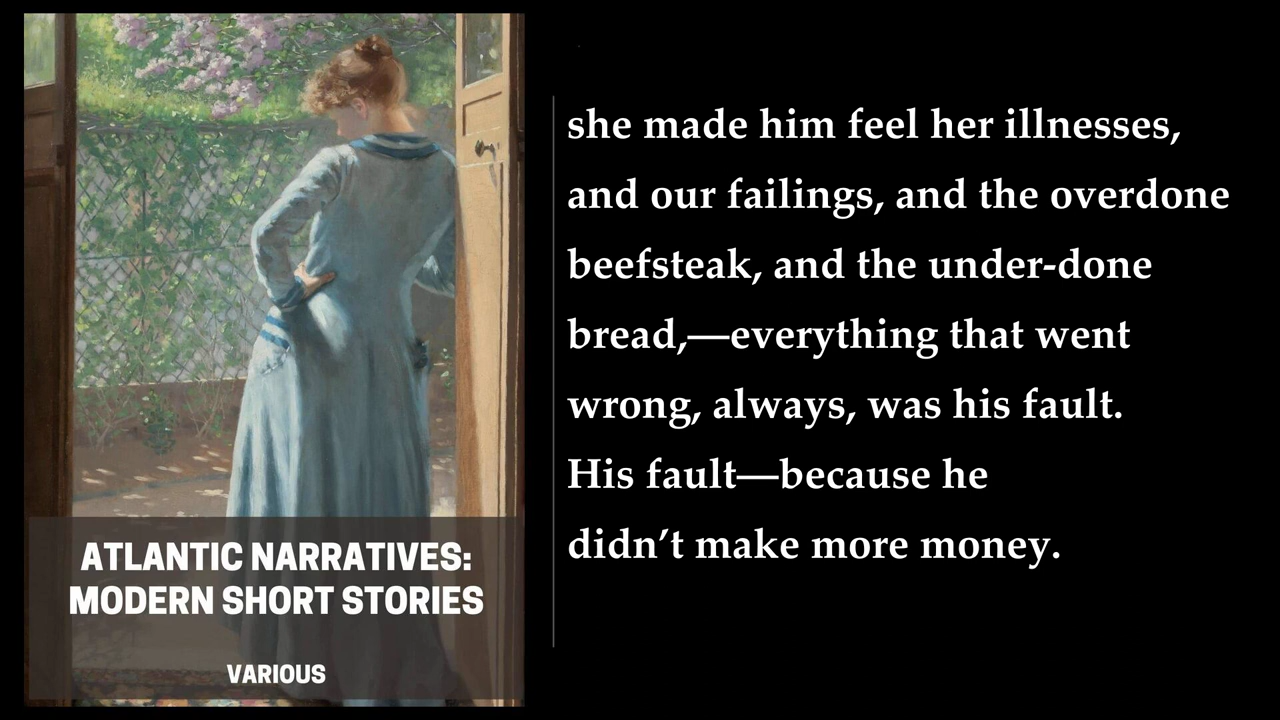 she made him feel her illnesses,
and our failings, and the overdone
beefsteak, and the under-done
bread,—everything that went
wrong, always, was his fault.
His fault—because he
didn’t make more money.
ATLANTIC NARRATIVES:
MODERN SHORT STORIES
VARIOUS